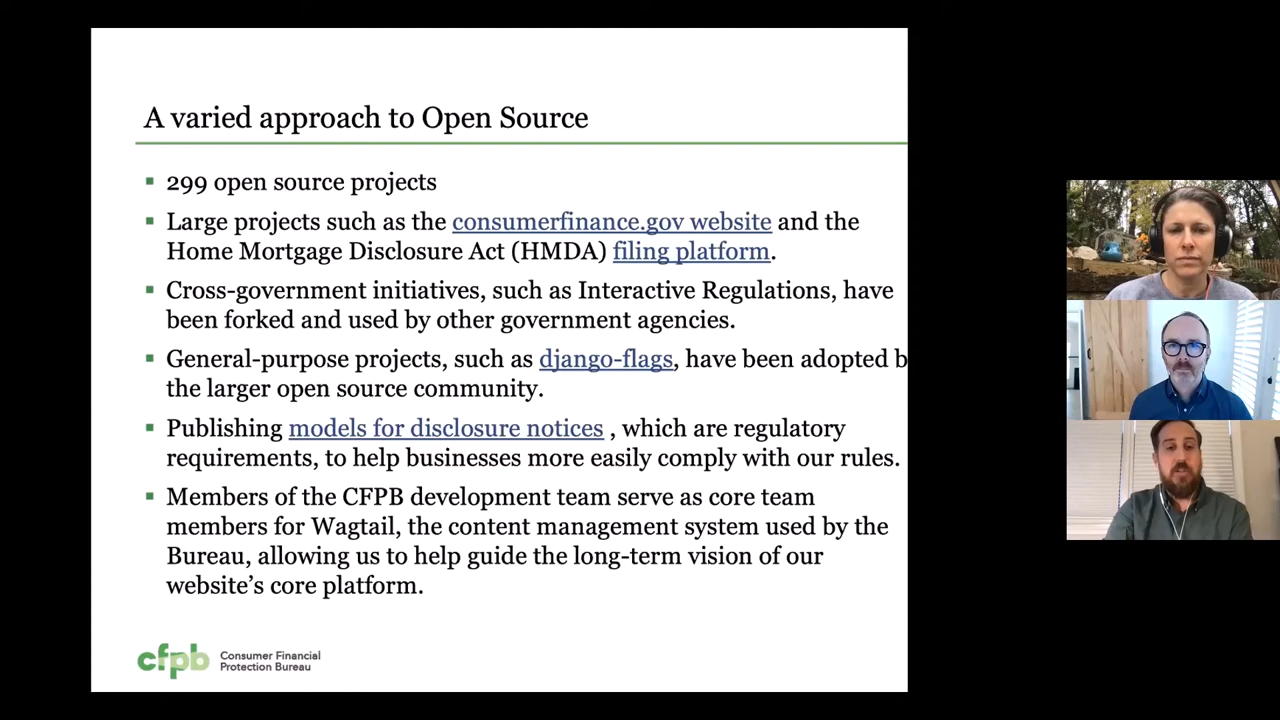 A varied approach to Open Source
299 open source projects
Large projects such as the consumerfinance.gov website and the
Home Mortgage Disclosure Act (HMDA) filing platform.
Cross-government initiatives, such as Interactive Regulations, have
been forked and used by other government agencies.
General-purpose projects, such as django-flags, have been adopted b
the larger open source community.
Publishing models for disclosure notices , which are regulatory
requirements, to help businesses more easily comply with our rules.
Members of the CFPB development team serve as core team
members for Wagtail, the content management system used by the
Bureau, allowing us to help guide the long-term vision of our
website’s core platform.
cfpb
Consumer Financial
Protection Bureau